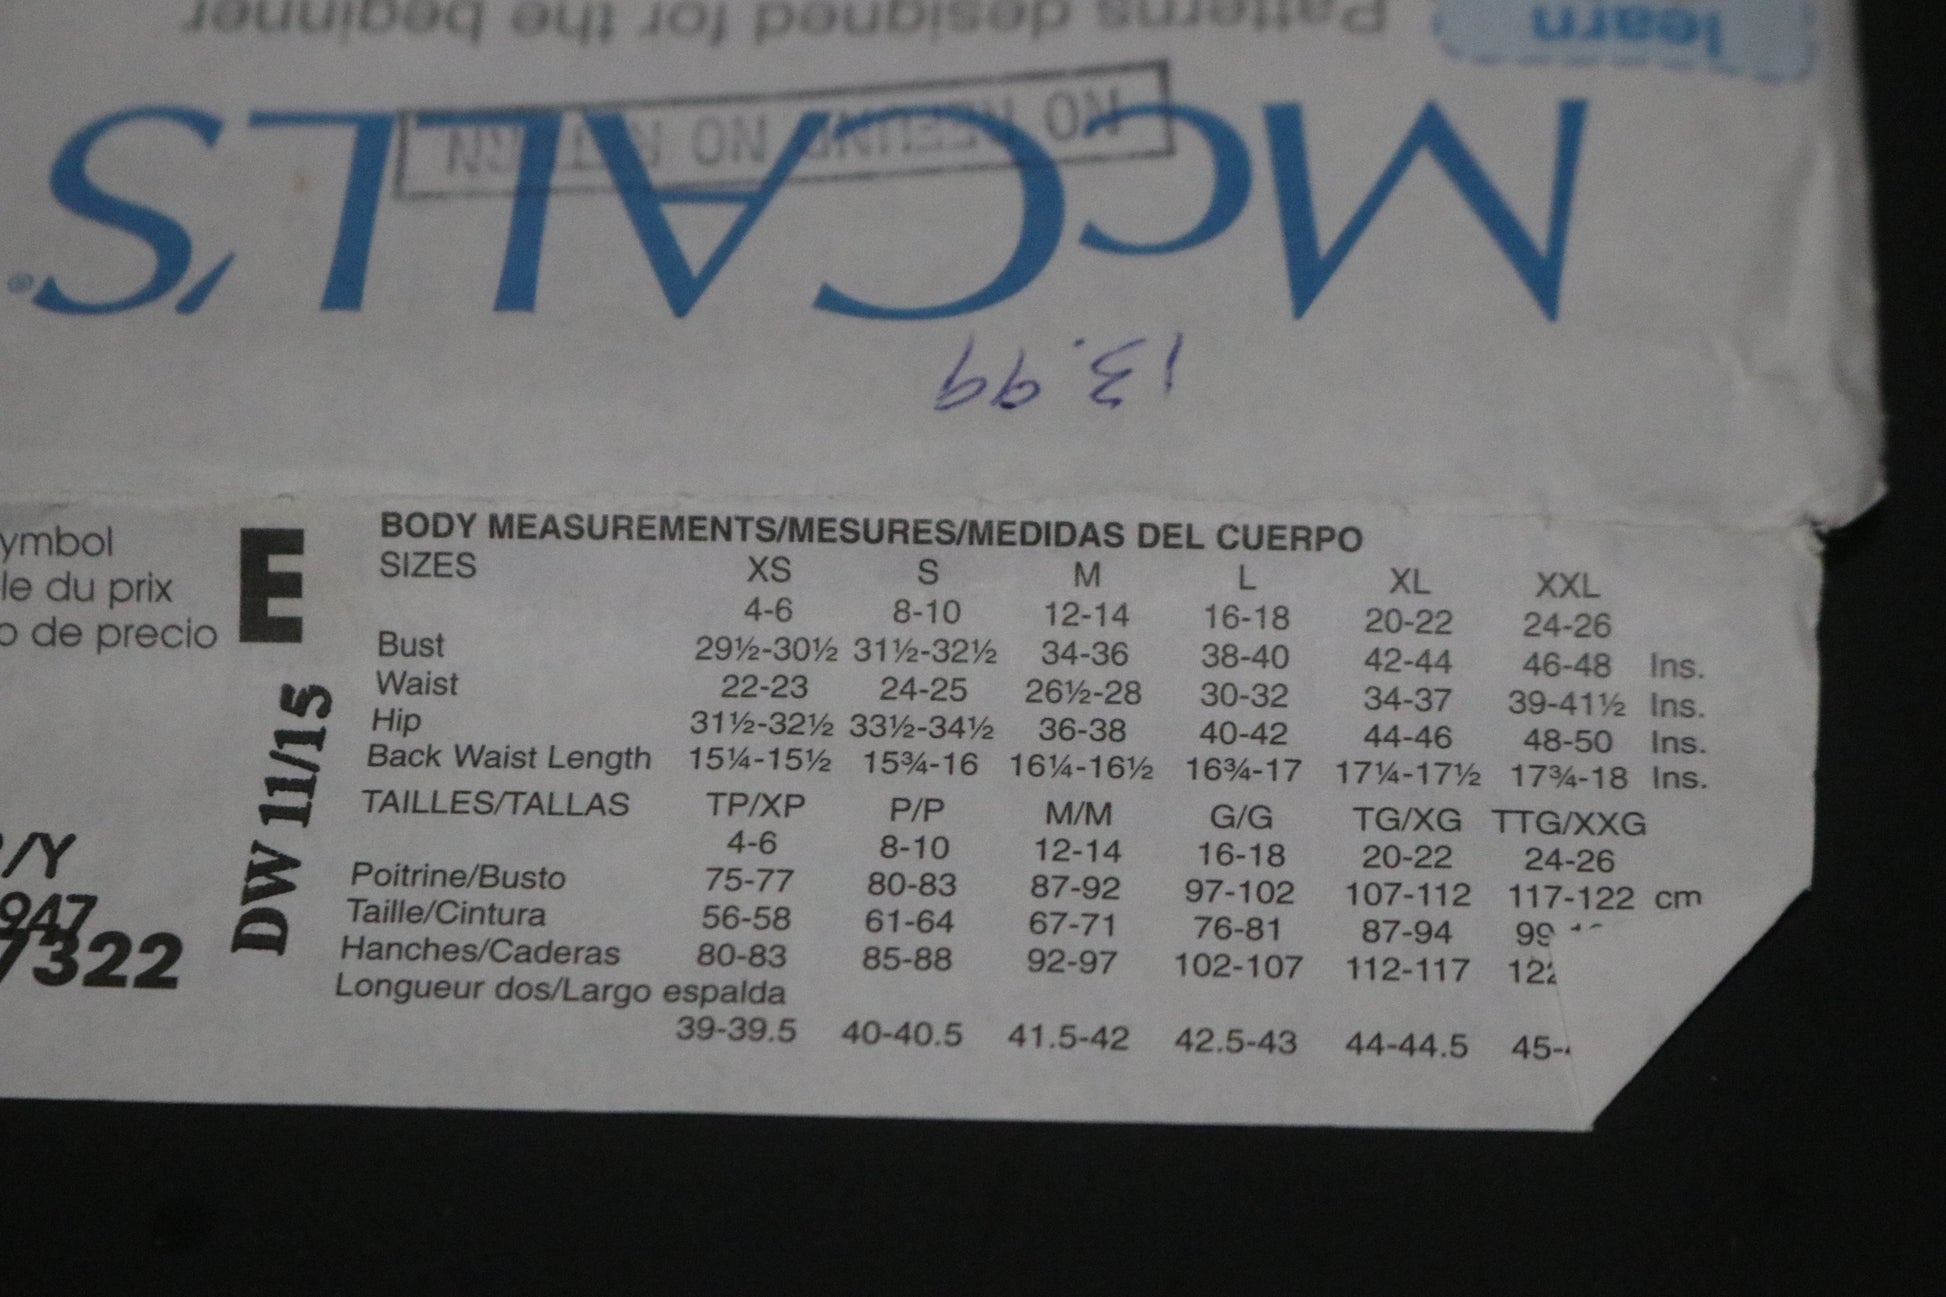 learn Patterns designed for the beginner
NO REFUND NO RETURN
McCALL'S®
13.99
ymbol
le du prix
o de precio
E
DW 11/15
/Y
947
7322
BODY MEASUREMENTS/MESURES/MEDIDAS DEL CUERPO
SIZES XS S M L XL XXL
4-6 8-10 12-14 16-18 20-22 24-26
Bust 29½-30½ 31½-32½ 34-36 38-40 42-44 46-48 Ins.
Waist 22-23 24-25 26½-28 30-32 34-37 39-41½ Ins.
Hip 31½-32½ 33½-34½ 36-38 40-42 44-46 48-50 Ins.
Back Waist Length 15¼-15½ 15¾-16 16¼-16½ 16¾-17 17¼-17½ 17¾-18 Ins.
TAILLES/TALLAS TP/XP P/P M/M G/G TG/XG TTG/XXG
4-6 8-10 12-14 16-18 20-22 24-26
Poitrine/Busto 75-77 80-83 87-92 97-102 107-112 117-122 cm
Taille/Cintura 56-58 61-64 67-71 76-81 87-94 99
Hanches/Caderas 80-83 85-88 92-97 102-107 112-117 122
Longueur dos/Largo espalda
39-39.5 40-40.5 41.5-42 42.5-43 44-44.5 45-